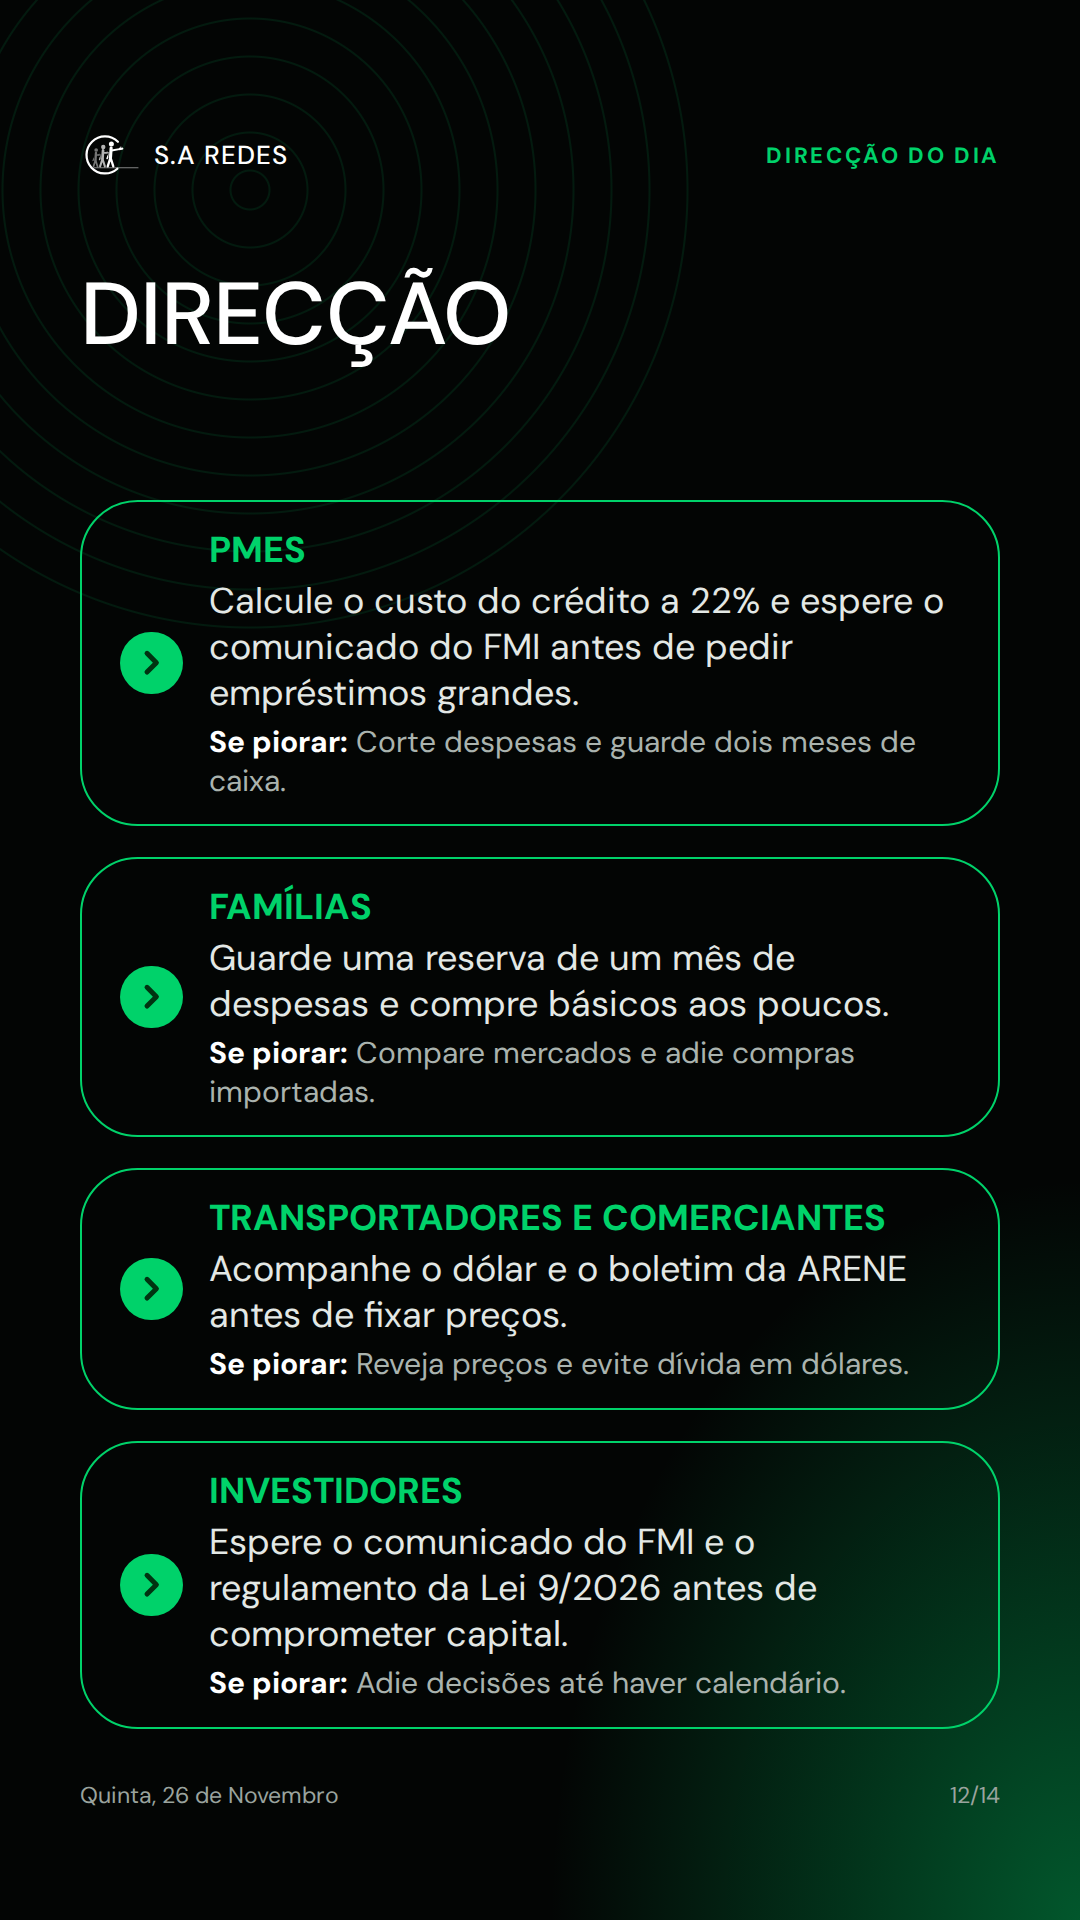 S.A REDES
DIRECÇÃO DO DIA
DIRECÇÃO
PMES
Calcule o custo do crédito a 22% e espere o
comunicado do FMI antes de pedir
empréstimos grandes.
Se piorar: Corte despesas e guarde dois meses de
caixa.
FAMÍLIAS
Guarde uma reserva de um mês de
despesas e compre básicos aos poucos.
Se piorar: Compare mercados e adie compras
importadas.
TRANSPORTADORES E COMERCIANTES
Acompanhe o dólar e o boletim da ARENE
antes de fixar preços.
Se piorar: Reveja preços e evite dívida em dólares.
INVESTIDORES
Espere o comunicado do FMI e o
regulamento da Lei 9/2026 antes de
comprometer capital.
Se piorar: Adie decisões até haver calendário.
Quinta, 26 de Novembro
12/14